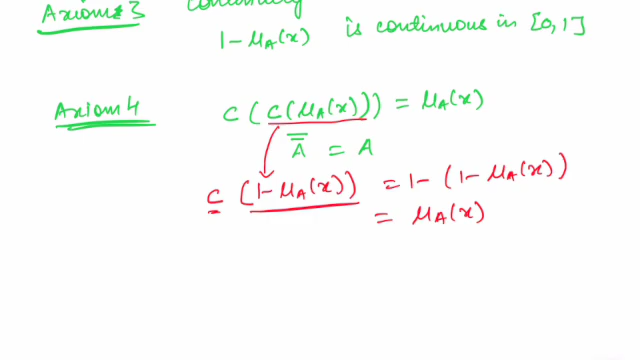 Axiom 3 continuity
1-μA(x) is continuous in [0,1]
Axiom 4 C(C(μA(x))) = μA(x)
A̿ = A
C(1-μA(x)) = 1-(1-μA(x))
= μA(x)